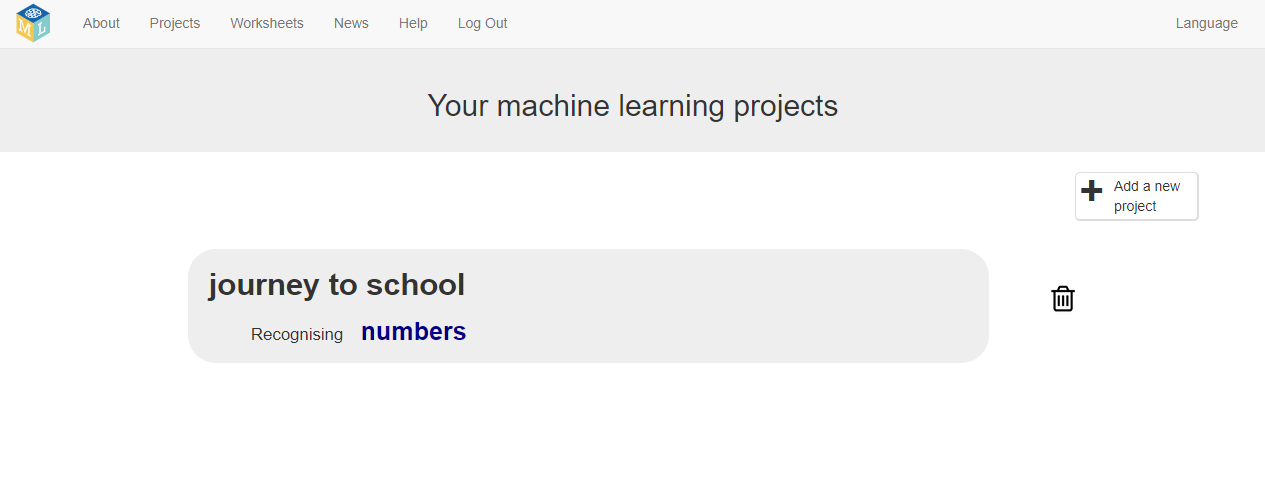 M L About Projects Worksheets News Help Log Out Language
Your machine learning projects
Add a new
project
journey to school
Recognising numbers